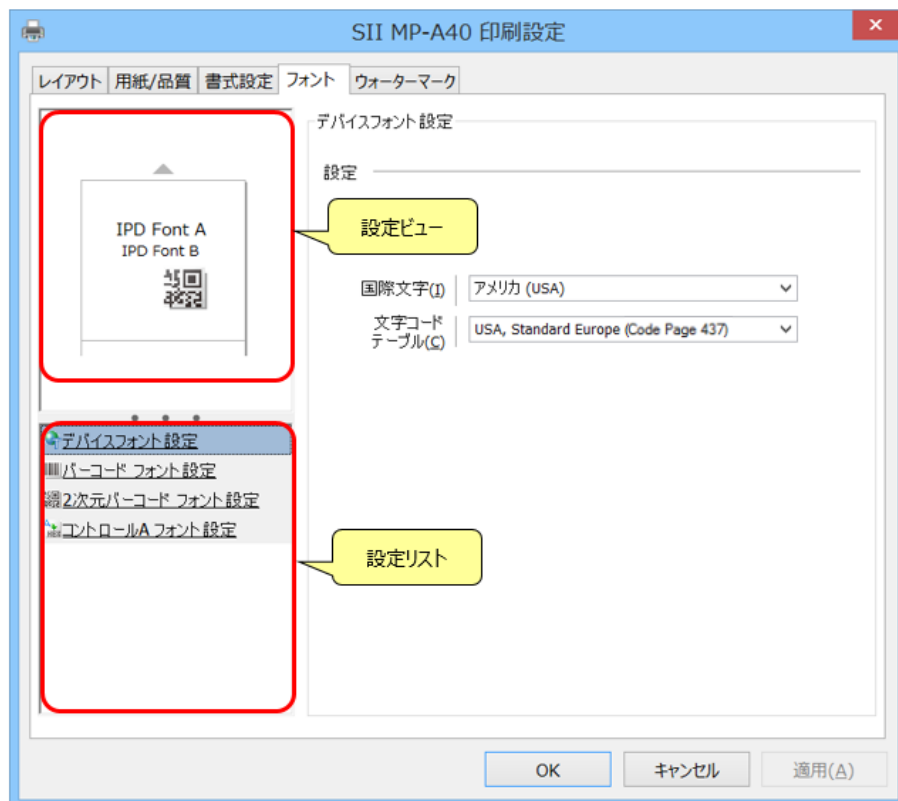 SII MP-A40 印刷設定
レイアウト 用紙/品質 書式設定 フォント ウォーターマーク
デバイスフォント設定
設定
IPD Font A
IPD Font B
設定ビュー
国際文字(I) アメリカ (USA)
文字コード
テーブル(C) USA, Standard Europe (Code Page 437)
デバイスフォント設定
バーコード フォント設定
2次元バーコード フォント設定
コントロールA フォント設定
設定リスト
OK キャンセル 適用(A)